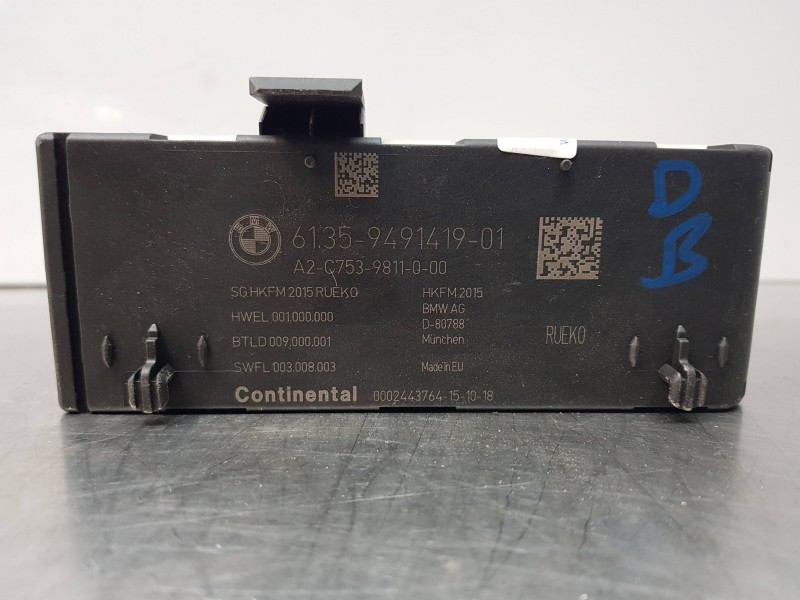 BMW
61.35-9491419-01
A2-C753-9811-0-00
SG HKFM 2015 RUEKO
HWEL 001.000.000
BTLD 009.000.001
SWFL 003.008.003
HKFM 2015
BMW AG
D-80788
München
Made in EU
RUEKO
Continental 0002443764-15-10-18
D
B